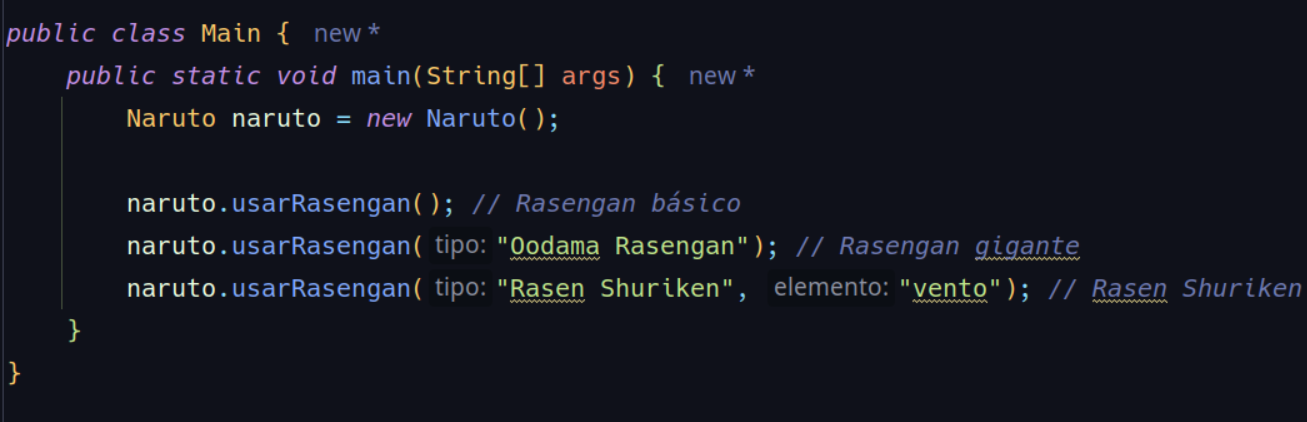 public class Main { new *
public static void main(String[] args) { new *
Naruto naruto = new Naruto();
naruto.usarRasengan(); // Rasengan básico
naruto.usarRasengan( tipo: "Oodama Rasengan"); // Rasengan gigante
naruto.usarRasengan( tipo: "Rasen Shuriken", elemento: "vento"); // Rasen Shuriken
}
}